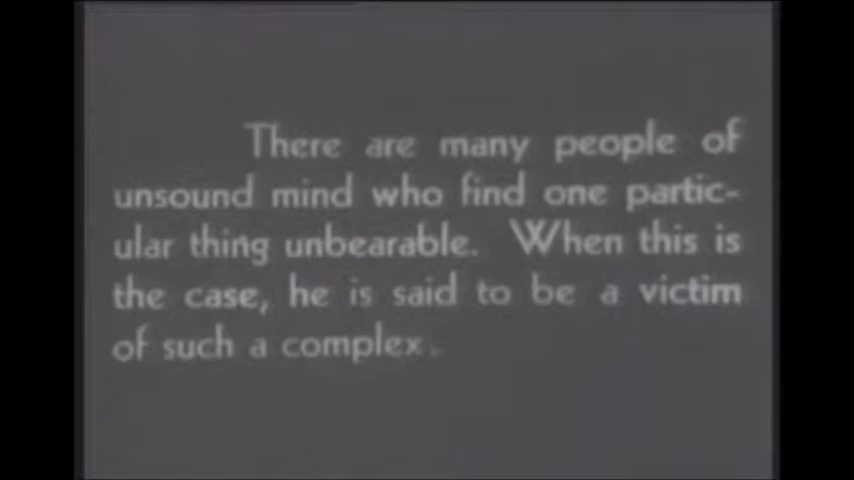 There are many people of
unsound mind who find one partic-
ular thing unbearable. When this is
the case, he is said to be a victim
of such a complex.